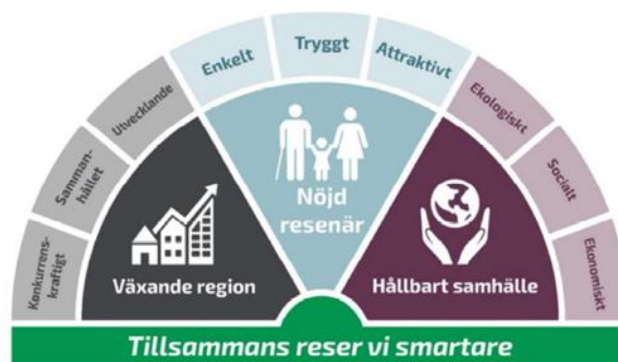 Konkurrens-
kraftigt
Samman-
hållet
Utvecklande
Enkelt
Tryggt
Attraktivt
Ekologiskt
Socialt
Ekonomiskt
Växande region
Nöjd
resenär
Hållbart samhälle
Tillsammans reser vi smartare